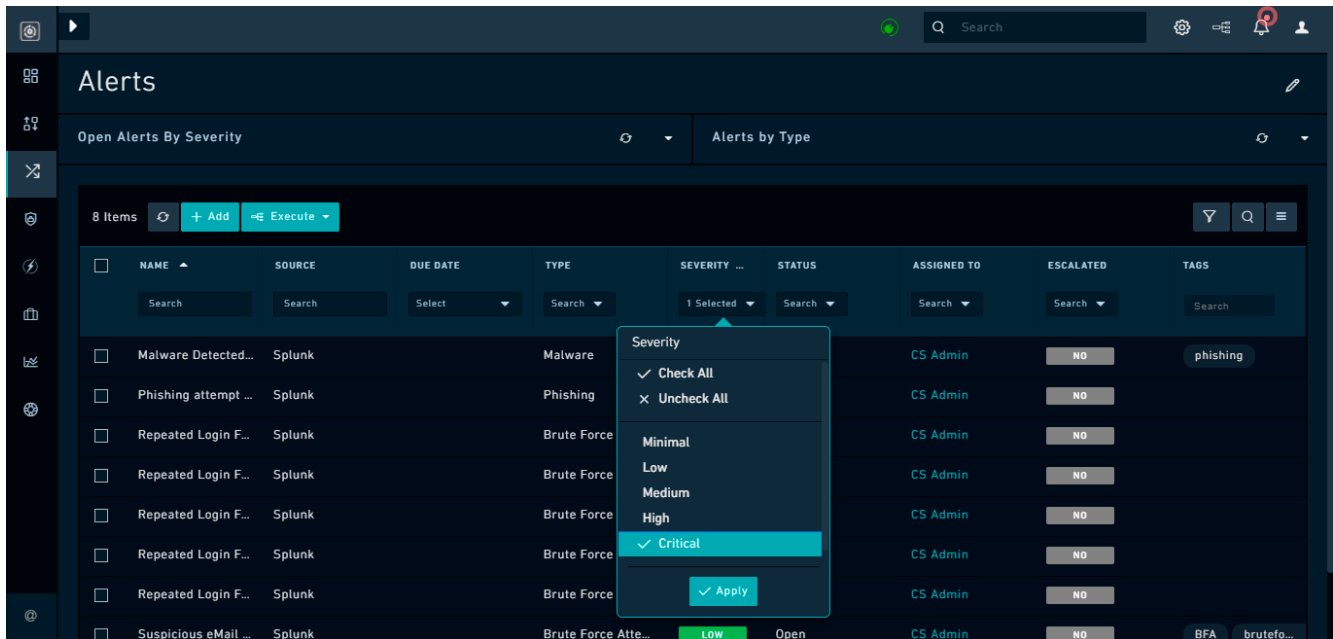 Search
Alerts
Open Alerts By Severity Alerts by Type
8 Items + Add Execute
NAME SOURCE DUE DATE TYPE SEVERITY ... STATUS ASSIGNED TO ESCALATED TAGS
Search Search Select Search 1 Selected Search Search Search Search
Severity
Check All
Uncheck All
Minimal
Low
Medium
High
Critical
Apply
Malware Detected... Splunk Malware CS Admin NO phishing
Phishing attempt ... Splunk Phishing CS Admin NO
Repeated Login F... Splunk Brute Force CS Admin NO
Repeated Login F... Splunk Brute Force CS Admin NO
Repeated Login F... Splunk Brute Force CS Admin NO
Repeated Login F... Splunk Brute Force CS Admin NO
Repeated Login F... Splunk Brute Force CS Admin NO
@
Suspicious eMail ... Splunk Brute Force Atte... LOW Open CS Admin NO BFA brutefo...